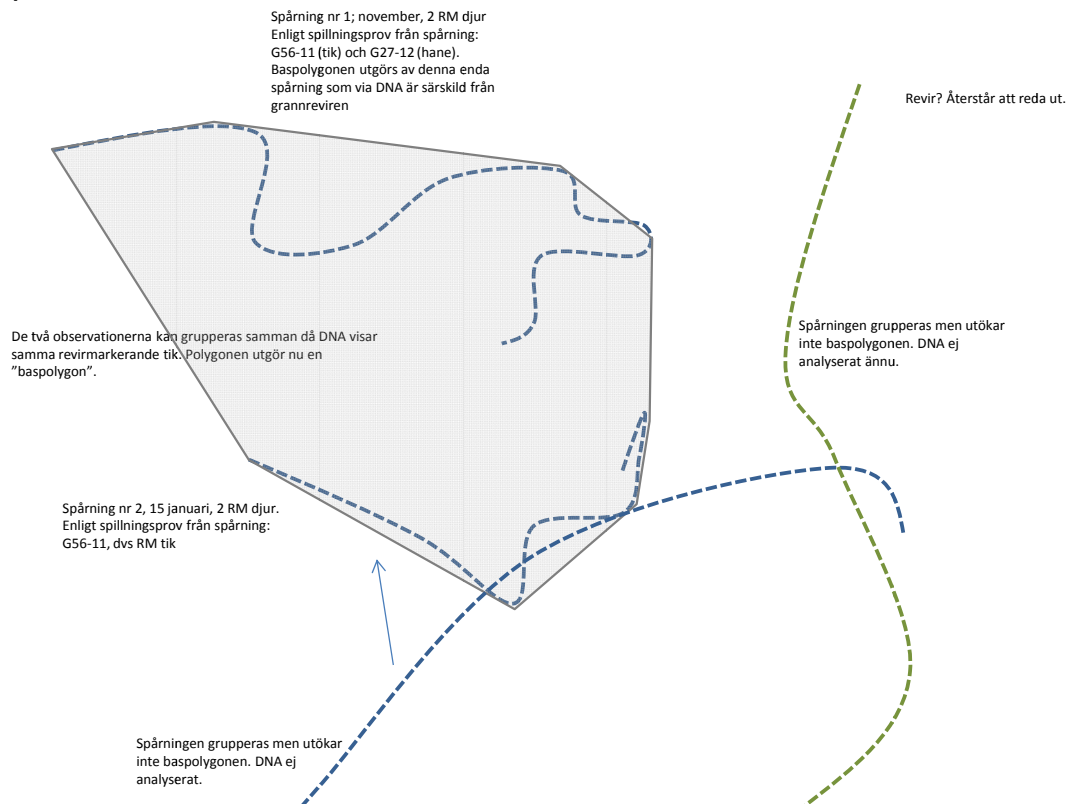 Spårning nr 1; november, 2 RM djur
Enligt spillningsprov från spårning:
G56-11 (tik) och G27-12 (hane).
Baspolygonen utgörs av denna enda
spårning som via DNA är särskild från
grannreviren
Revir? Återstår att reda ut.
De två observationerna kan grupperas samman då DNA visar
samma revirmarkerande tik. Polygonen utgör nu en
”baspolygon”.
Spårningen grupperas men utökar
inte baspolygonen. DNA ej
analyserat ännu.
Spårning nr 2, 15 januari, 2 RM djur.
Enligt spillningsprov från spårning:
G56-11, dvs RM tik
Spårningen grupperas men utökar
inte baspolygonen. DNA ej
analyserat.